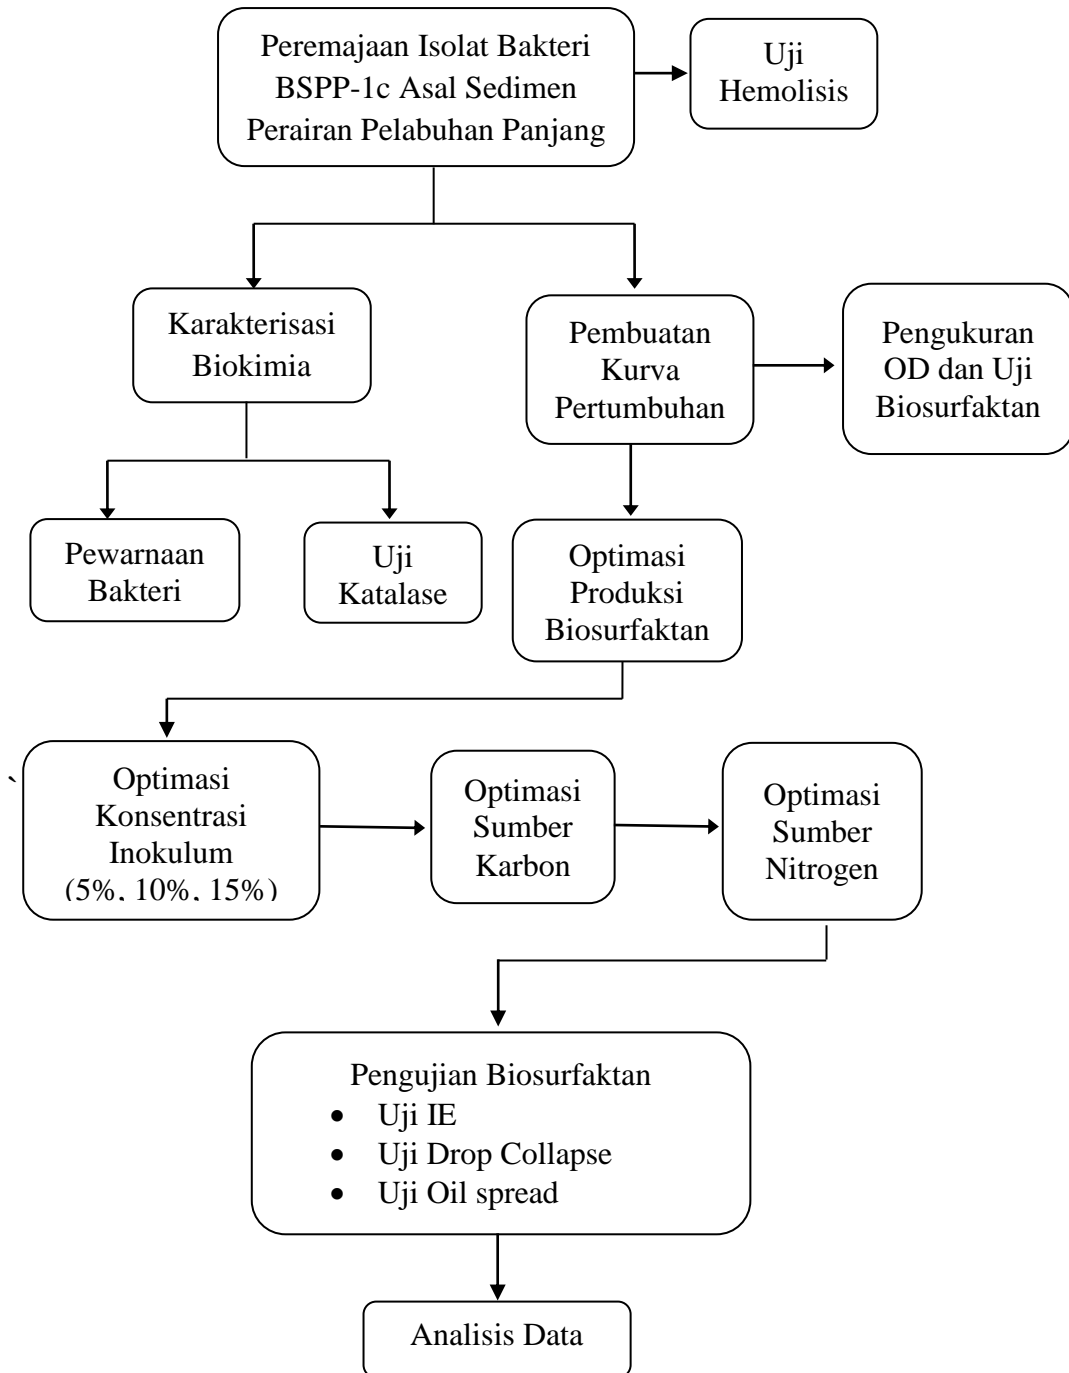 Peremajaan Isolat Bakteri
BSPP-1c Asal Sedimen
Perairan Pelabuhan Panjang
Uji
Hemolisis
Karakterisasi
Biokimia
Pembuatan
Kurva
Pertumbuhan
Pengukuran
OD dan Uji
Biosurfaktan
Pewarnaan
Bakteri
Uji
Katalase
Optimasi
Produksi
Biosurfaktan
`
Optimasi
Konsentrasi
Inokulum
(5%, 10%, 15%)
Optimasi
Sumber
Karbon
Optimasi
Sumber
Nitrogen
Pengujian Biosurfaktan
• Uji IE
• Uji Drop Collapse
• Uji Oil spread
Analisis Data